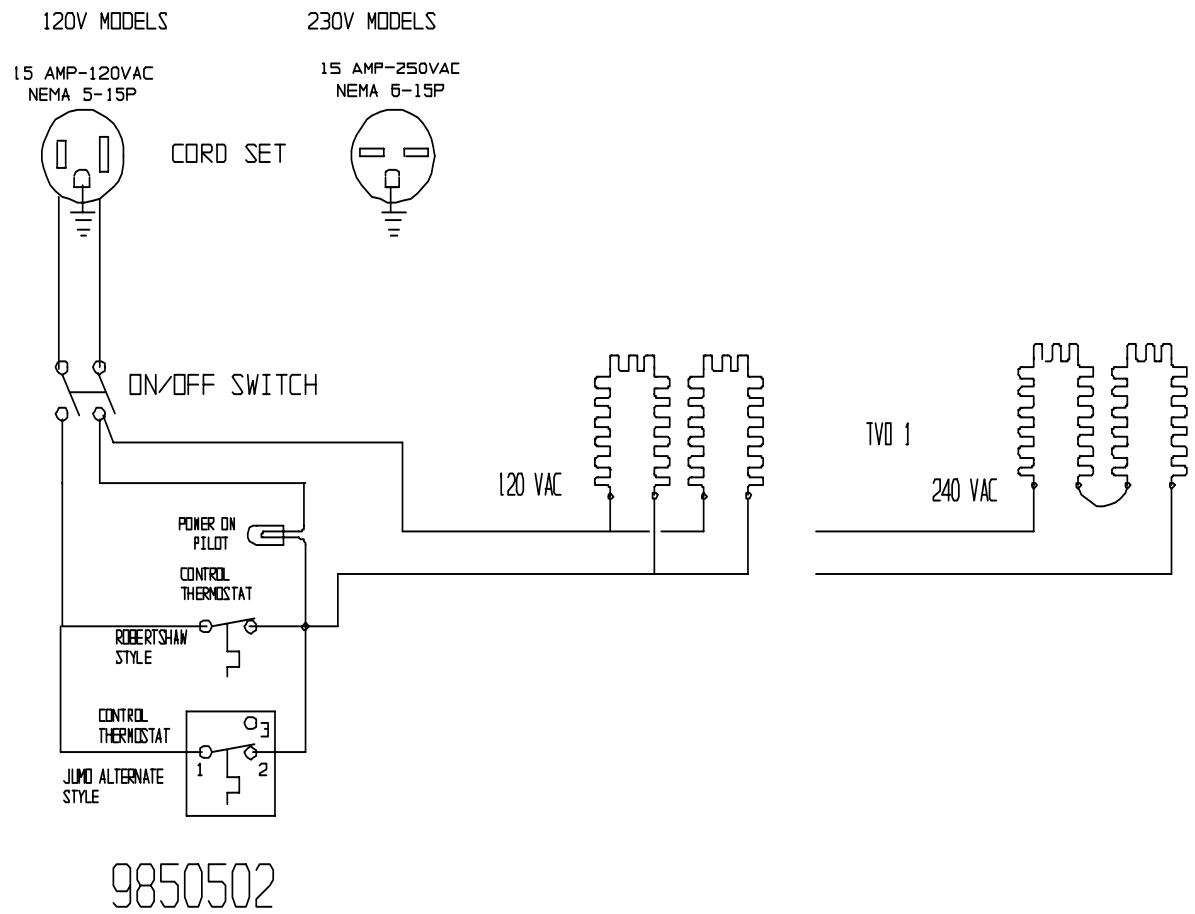 120V MODELS
230V MODELS
15 AMP-120VAC
NEMA 5-15P
15 AMP-250VAC
NEMA 6-15P
CORD SET
ON/OFF SWITCH
TVO 1
120 VAC
240 VAC
POWER ON
PILOT
CONTROL
THERMOSTAT
ROBERTSHAW
STYLE
CONTROL
THERMOSTAT
3
1
2
JUMO ALTERNATE
STYLE
9850502